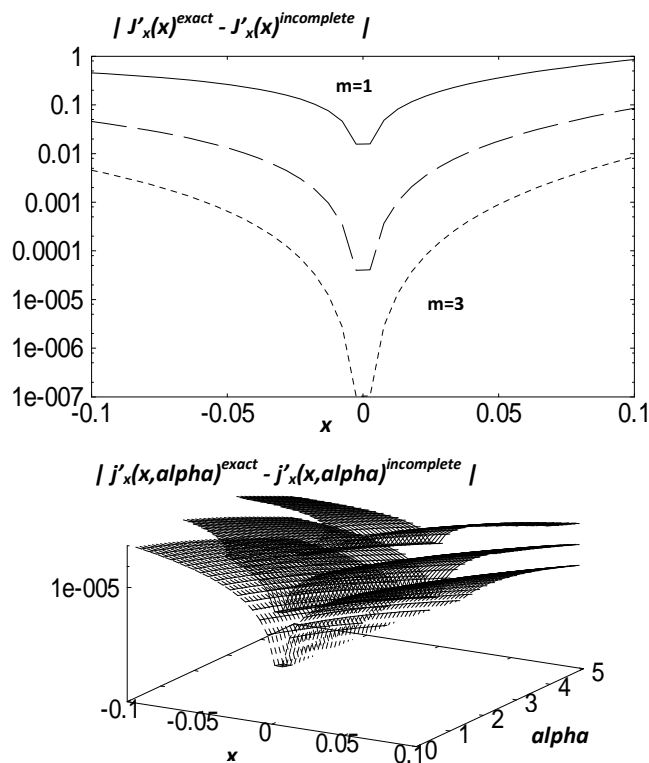 | J'x(x)^exact - J'x(x)^incomplete |
1
0.1
0.01
0.001
0.0001
1e-005
1e-006
1e-007
m=1
m=3
-0.1 -0.05 0 0.05 0.1
x
| j'x(x,alpha)^exact - j'x(x,alpha)^incomplete |
1e-005
-0.1 -0.05 0 0.05 0.1
x
0 1 2 3 4 5
alpha